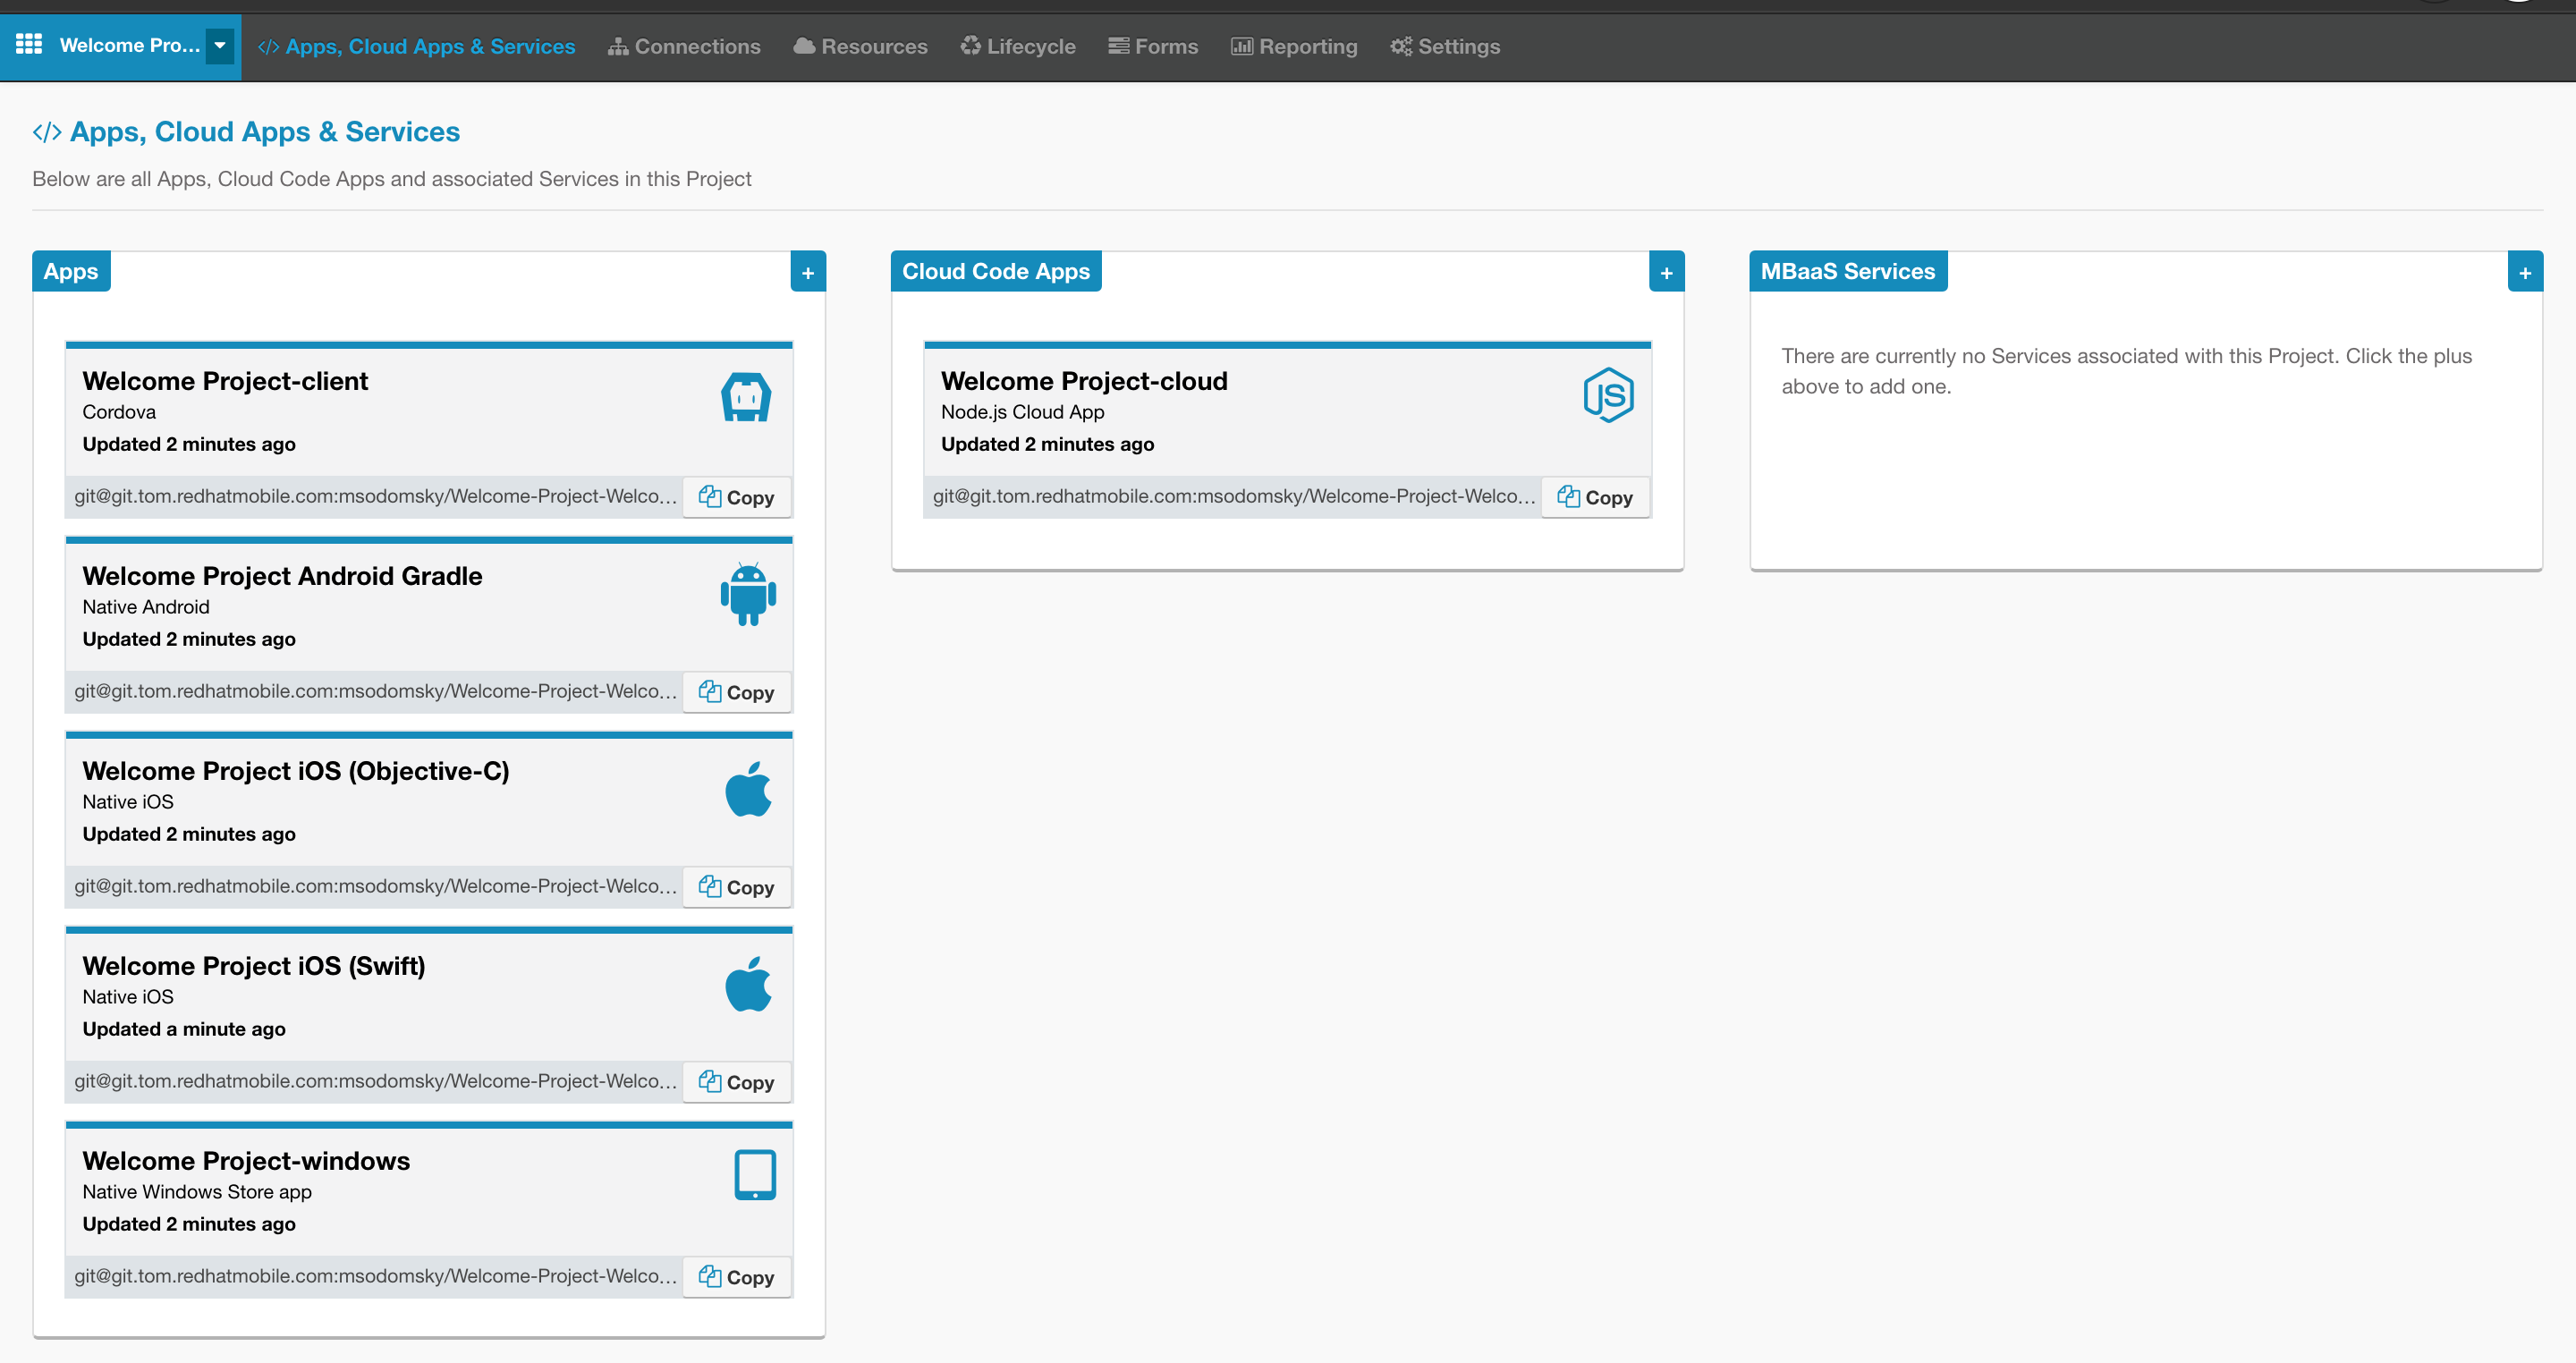 Welcome Pro...
Apps, Cloud Apps & Services
Connections
Resources
Lifecycle
Forms
Reporting
Settings
Apps, Cloud Apps & Services
Below are all Apps, Cloud Code Apps and associated Services in this Project
Apps
+
Welcome Project-client
Cordova
Updated 2 minutes ago
git@git.tom.redhatmobile.com:msodomsky/Welcome-Project-Welco...
Copy
Welcome Project Android Gradle
Native Android
Updated 2 minutes ago
git@git.tom.redhatmobile.com:msodomsky/Welcome-Project-Welco...
Copy
Welcome Project iOS (Objective-C)
Native iOS
Updated 2 minutes ago
git@git.tom.redhatmobile.com:msodomsky/Welcome-Project-Welco...
Copy
Welcome Project iOS (Swift)
Native iOS
Updated a minute ago
git@git.tom.redhatmobile.com:msodomsky/Welcome-Project-Welco...
Copy
Welcome Project-windows
Native Windows Store app
Updated 2 minutes ago
git@git.tom.redhatmobile.com:msodomsky/Welcome-Project-Welco...
Copy
Cloud Code Apps
+
Welcome Project-cloud
Node.js Cloud App
Updated 2 minutes ago
JS
git@git.tom.redhatmobile.com:msodomsky/Welcome-Project-Welco...
Copy
MBaaS Services
+
There are currently no Services associated with this Project. Click the plus
above to add one.